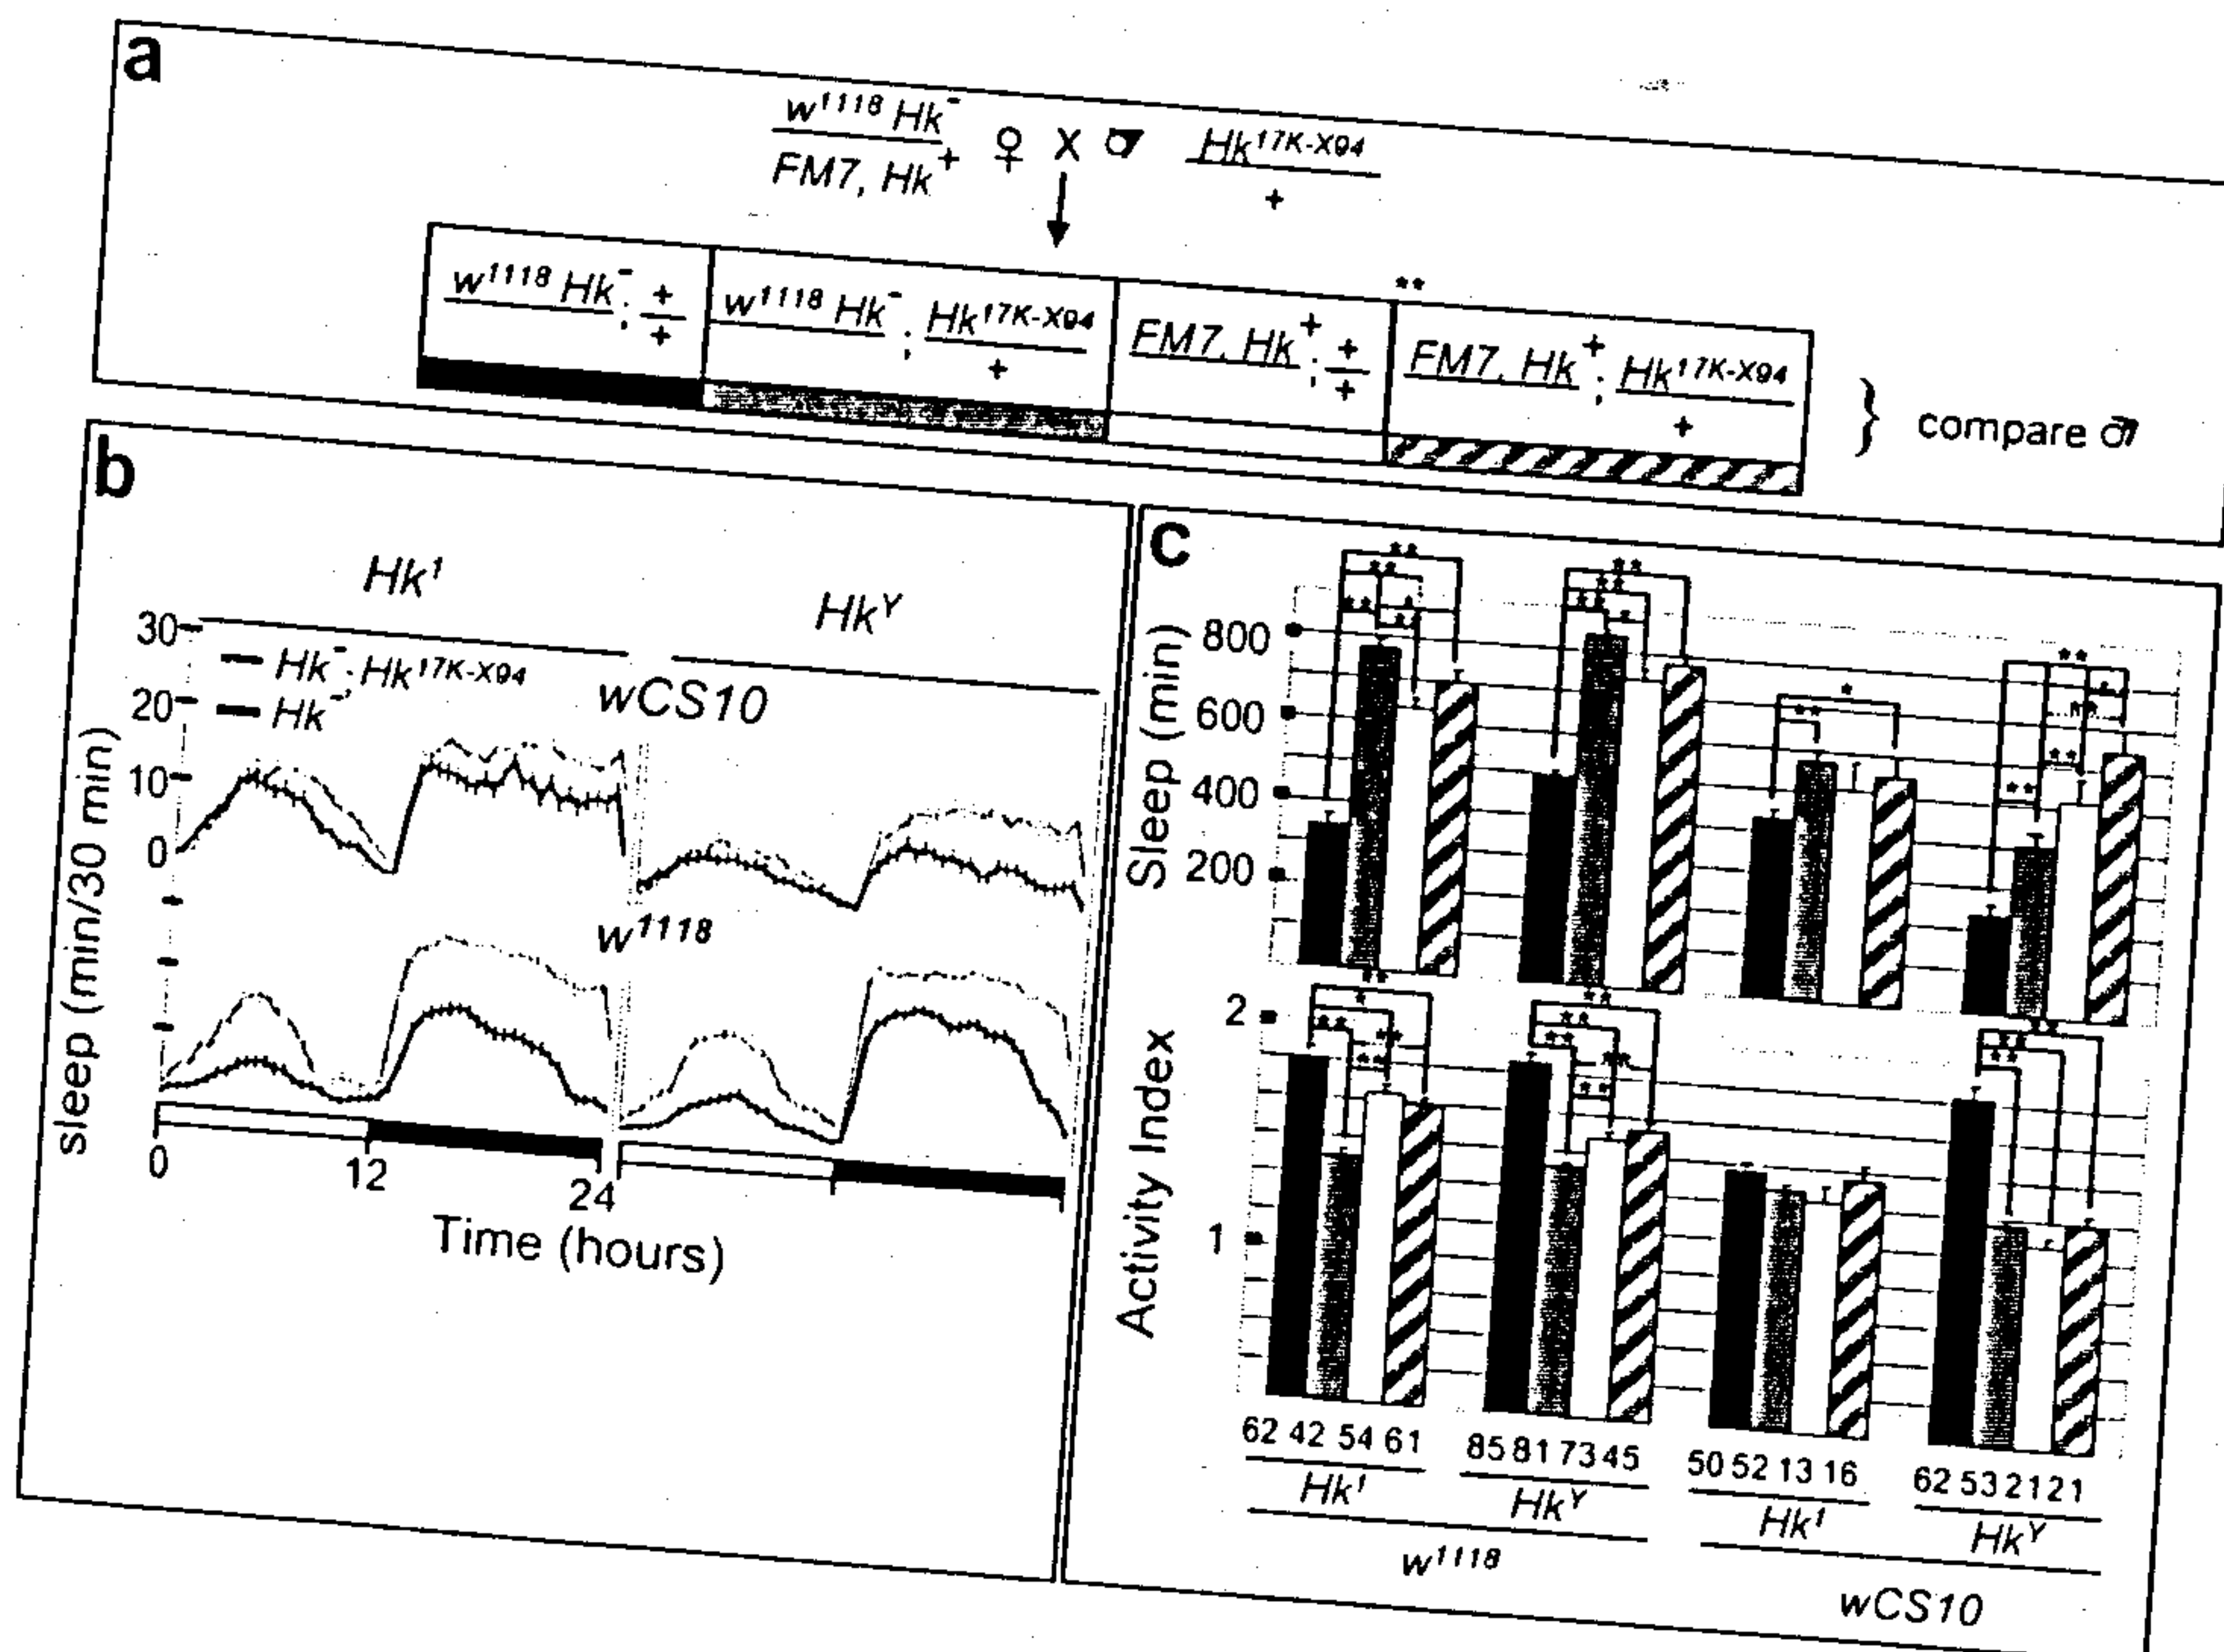 a
w1118 Hk- ♀ X ♂ Hk17K-X94
FM7, Hk+ +
w1118 Hk- ; + w1118 Hk- ; Hk17K-X94 FM7, Hk+ ; + FM7, Hk+ ; Hk17K-X94
+ + + +
**
} compare ♂
b
Hk1 HkY
30
Hk-; Hk17K-X94
Hk-
wCS10
20
10
0
sleep (min/30 min)
w1118
0 12 24
Time (hours)
c
Sleep (min)
800
600
400
200
Activity Index
2
1
62 42 54 61 85 81 73 45 50 52 13 16 62 53 21 21
Hk1 HkY Hk1 HkY
w1118 wCS10